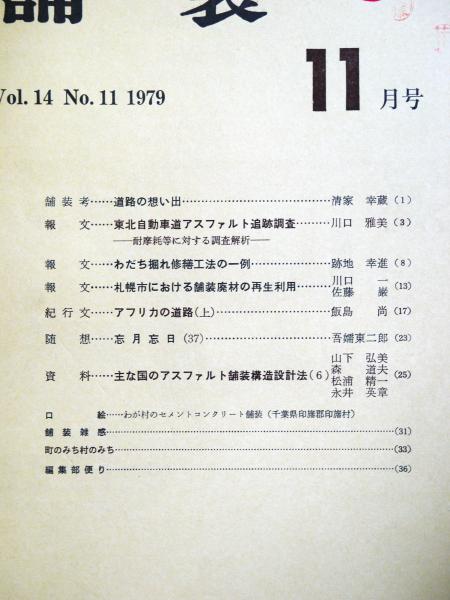 舗装
Vol. 14 No. 11 1979
11月号
舗装考……道路の想い出……清家 幸蔵 (1)
報文……東北自動車道アスファルト追跡調査………川口 雅美 (3)
――耐摩耗等に対する調査解析――
報文……わだち掘れ修繕工法の一例……跡地 幸進 (8)
報文……札幌市における舗装廃材の再生利用………川口 一 佐藤 巌 (13)
紀行文……アフリカの道路(上)……飯島 尚 (17)
随想……忘月忘日 (37)……吾嬬東二郎 (23)
資料……主な国のアスファルト舗装構造設計法(6) 山下 弘美 森 道夫 松浦 精一 永井 英章 (25)
口絵……わが村のセメントコンクリート舗装(千葉県印旛郡印旛村)
舗装雑感……(31)
町のみち村のみち……(33)
編集部便り……(36)